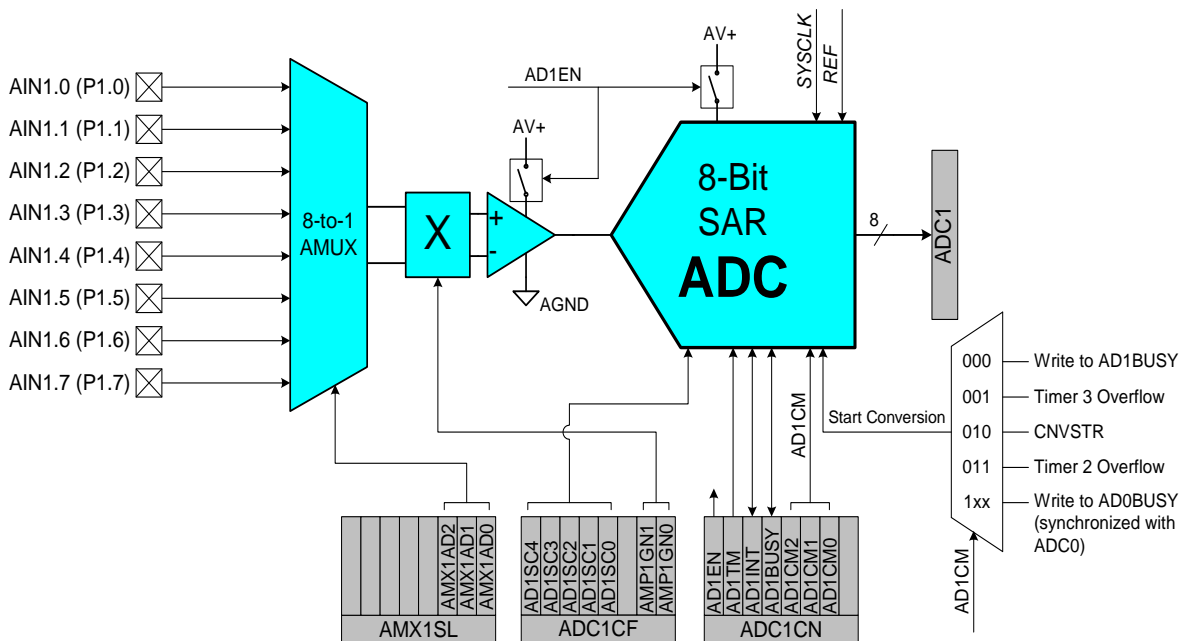 AIN1.0 (P1.0)
AIN1.1 (P1.1)
AIN1.2 (P1.2)
AIN1.3 (P1.3)
AIN1.4 (P1.4)
AIN1.5 (P1.5)
AIN1.6 (P1.6)
AIN1.7 (P1.7)
8-to-1
AMUX
X
+
-
AV+
AGND
AD1EN
AV+
SYSCLK
REF
8-Bit
SAR
ADC
8
ADC1
Start Conversion
AD1CM
000
Write to AD1BUSY
001
Timer 3 Overflow
010
CNVSTR
011
Timer 2 Overflow
1xx
Write to AD0BUSY
(synchronized with
ADC0)
AD1CM
AMX1AD2
AMX1AD1
AMX1AD0
AMX1SL
AD1SC4
AD1SC3
AD1SC2
AD1SC1
AD1SC0
AMP1GN1
AMP1GN0
ADC1CF
AD1EN
AD1TM
AD1INT
AD1BUSY
AD1CM2
AD1CM1
AD1CM0
ADC1CN